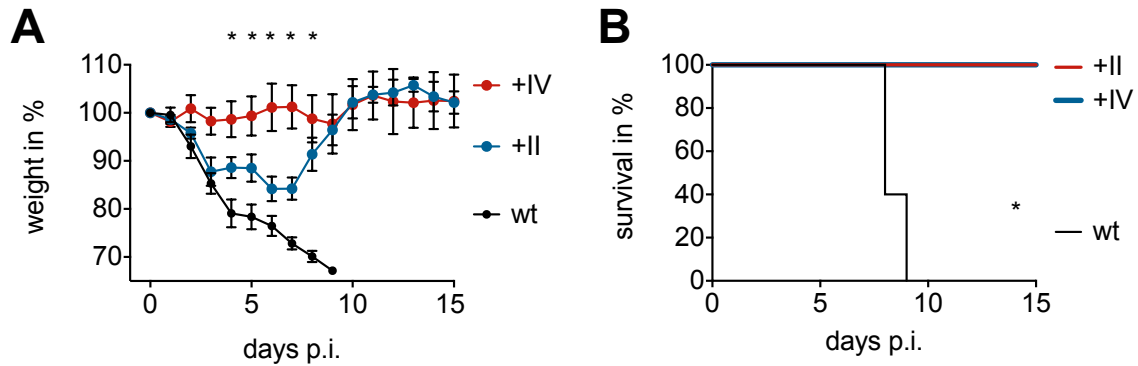 A
* * * * *
weight in %
110
100
90
80
70
0
5
10
15
days p.i.
+IV
+II
wt
B
survival in %
100
80
60
40
20
0
0
5
10
15
days p.i.
*
+II
+IV
wt